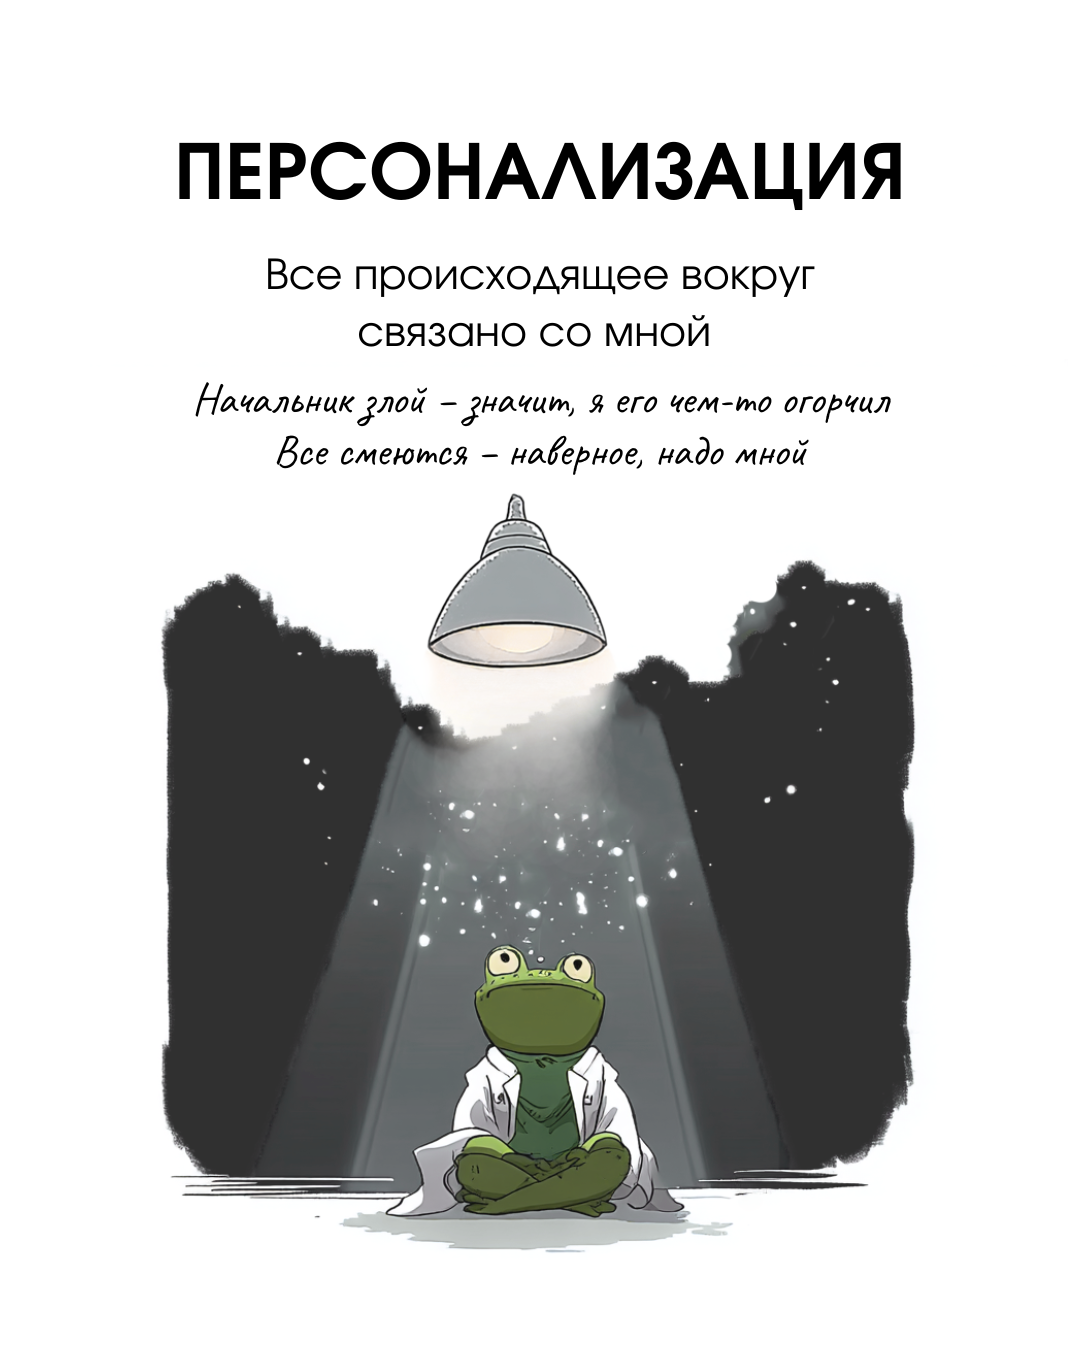 ПЕРСОНАЛИЗАЦИЯ
Все происходящее вокруг
связано со мной
Начальник злой – значит, я его чем-то огорчил
Все смеются – наверное, надо мной